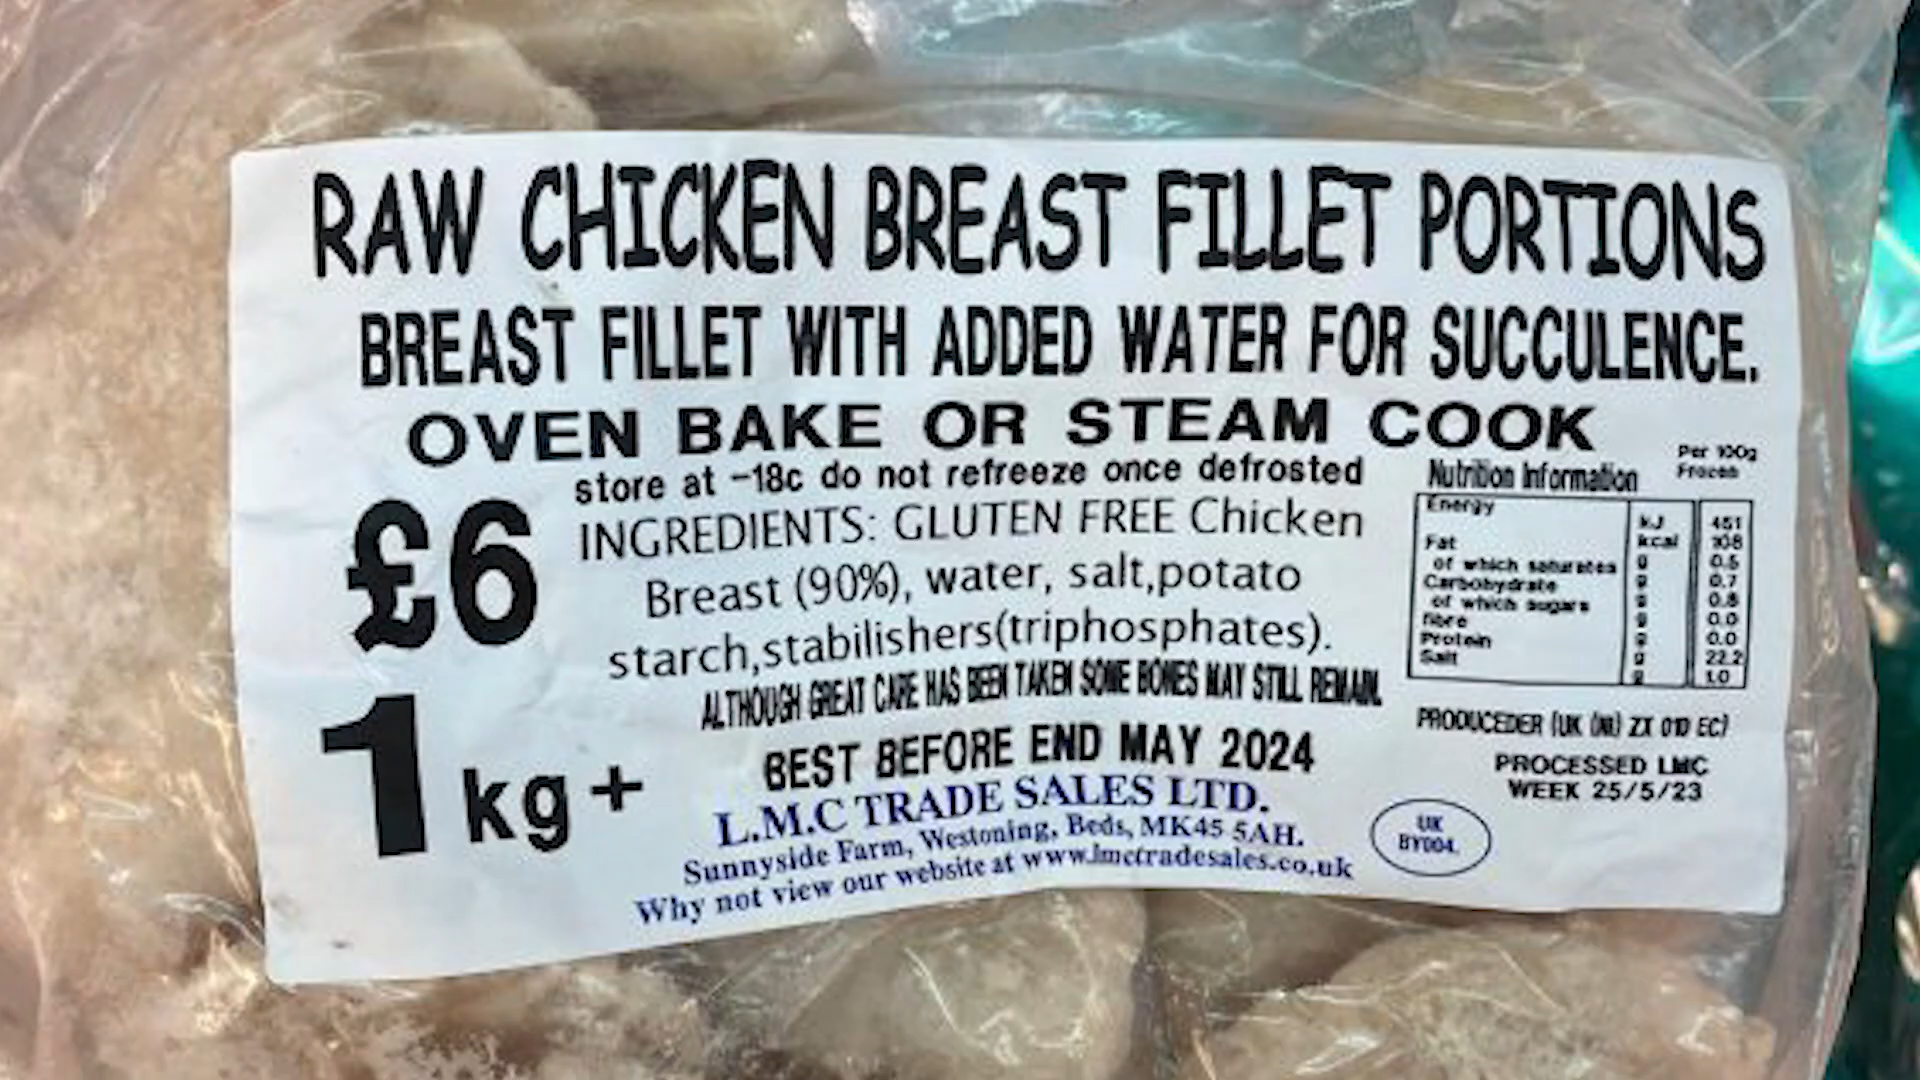 RAW CHICKEN BREAST FILLET PORTIONS
BREAST FILLET WITH ADDED WATER FOR SUCCULENCE.
OVEN BAKE OR STEAM COOK
store at -18c do not refreeze once defrosted
£6
1kg+
INGREDIENTS: GLUTEN FREE Chicken
Breast (90%), water, salt,potato
starch,stabilishers(triphosphates).
ALTHOUGH GREAT CARE HAS BEEN TAKEN SOME BONES MAY STILL REMAIN.
BEST BEFORE END MAY 2024
L.M.C TRADE SALES LTD.
Sunnyside Farm, Westoning, Beds, MK45 5AH.
Why not view our website at www.lmctradesales.co.uk
Nutrition Information Per 100g
Frozen
Energy
kJ 451
Fat kcal 108
of which saturates g 0.5
Carbohydrate g 0.7
of which sugars g 0.8
fibre g 0.0
Protein g 0.0
Salt g 22.2
g 1.0
PRODUCEDER (UK (NI) ZX 010 EC)
PROCESSED LMC
WEEK 25/5/23
UK
BY004.